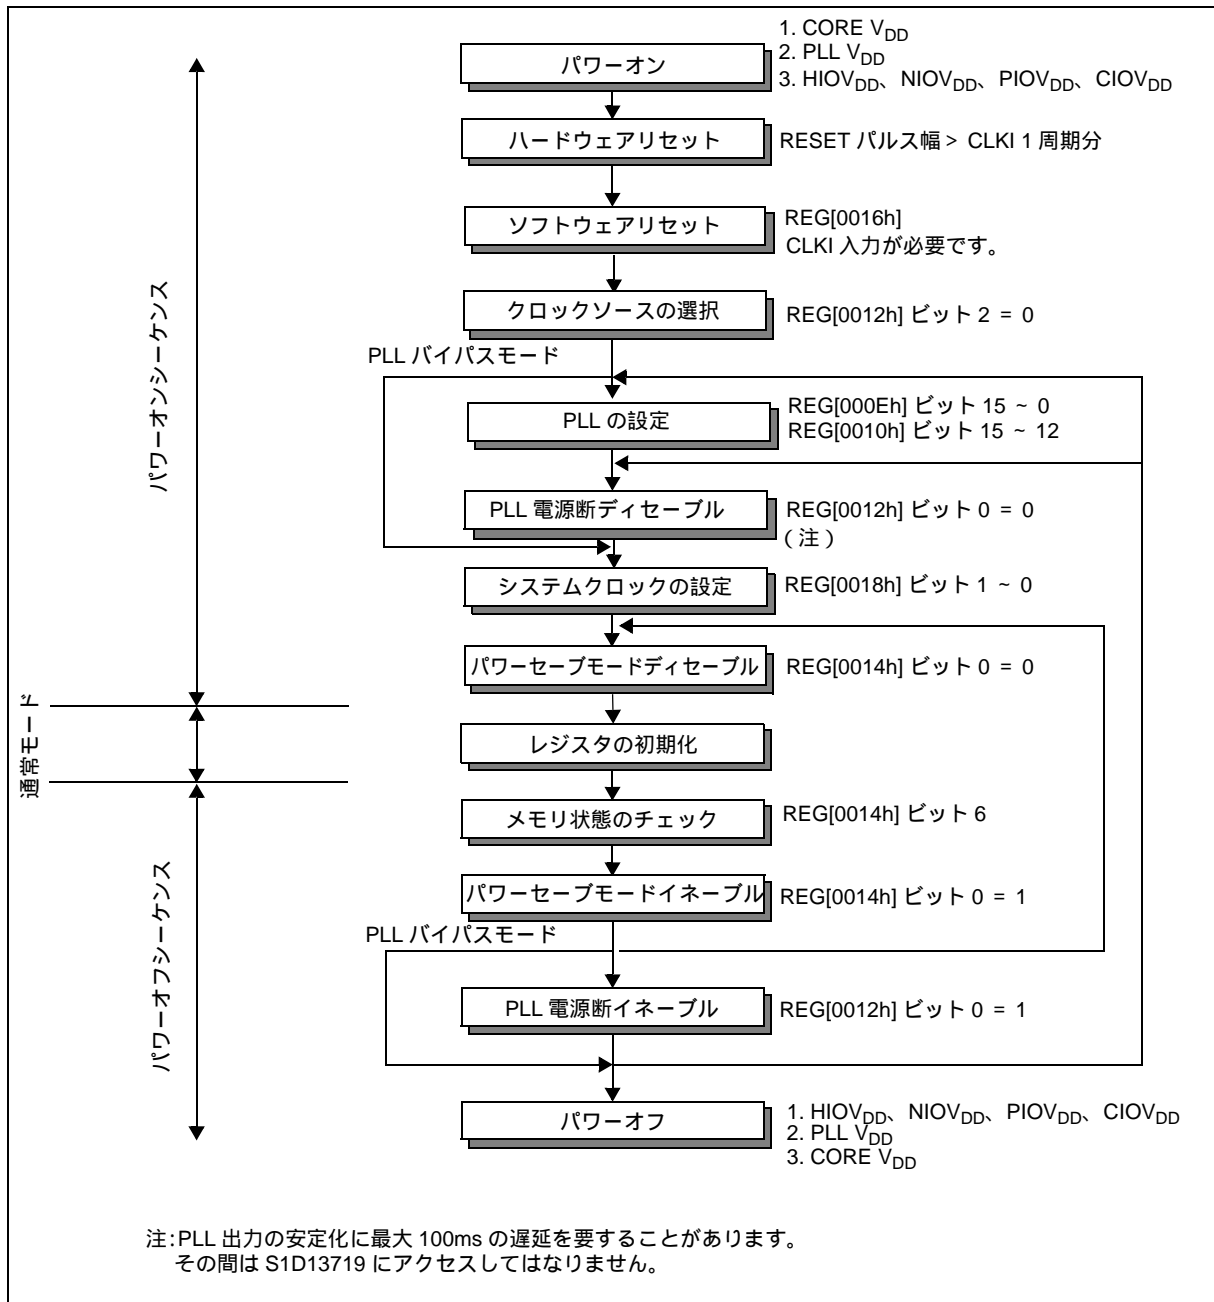 1. CORE VDD
2. PLL VDD
3. HIOVDD、NIOVDD、PIOVDD、CIOVDD
パワーオン
ハードウェアリセット
RESET パルス幅 > CLKI 1 周期分
ソフトウェアリセット
REG[0016h]
CLKI 入力が必要です。
クロックソースの選択
REG[0012h] ビット 2 = 0
PLL バイパスモード
PLL の設定
REG[000Eh] ビット 15 ~ 0
REG[0010h] ビット 15 ~ 12
PLL 電源断ディセーブル
REG[0012h] ビット 0 = 0
(注)
システムクロックの設定
REG[0018h] ビット 1 ~ 0
パワーセーブモードディセーブル
REG[0014h] ビット 0 = 0
パワーオンシーケンス
通常モード
レジスタの初期化
メモリ状態のチェック
REG[0014h] ビット 6
パワーセーブモードイネーブル
REG[0014h] ビット 0 = 1
PLL バイパスモード
PLL 電源断イネーブル
REG[0012h] ビット 0 = 1
パワーオフシーケンス
パワーオフ
1. HIOVDD、NIOVDD、PIOVDD、CIOVDD
2. PLL VDD
3. CORE VDD
注:PLL 出力の安定化に最大 100ms の遅延を要することがあります。
その間は S1D13719 にアクセスしてはなりません。